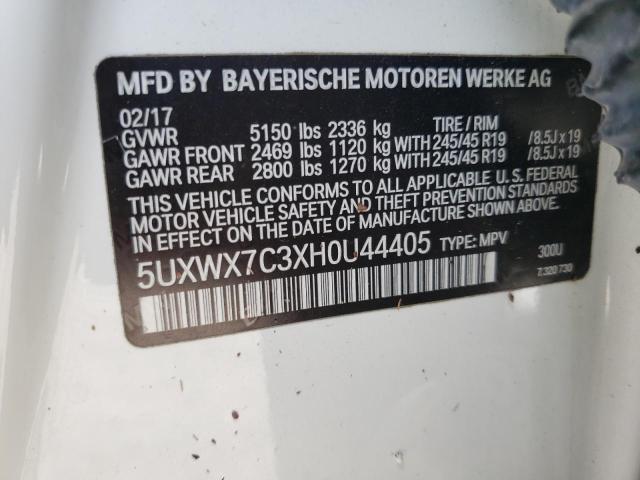 MFD BY BAYERISCHE MOTOREN WERKE AG
02/17
GVWR 5150 lbs 2336 kg TIRE / RIM
GAWR FRONT 2469 lbs 1120 kg WITH 245/45 R19 / 8.5J x 19
GAWR REAR 2800 lbs 1270 kg WITH 245/45 R19 / 8.5J x 19
THIS VEHICLE CONFORMS TO ALL APPLICABLE U. S. FEDERAL
MOTOR VEHICLE SAFETY AND THEFT PREVENTION STANDARDS
IN EFFECT ON THE DATE OF MANUFACTURE SHOWN ABOVE.
5UXWX7C3XH0U44405 TYPE: MPV 300U
7.320 730